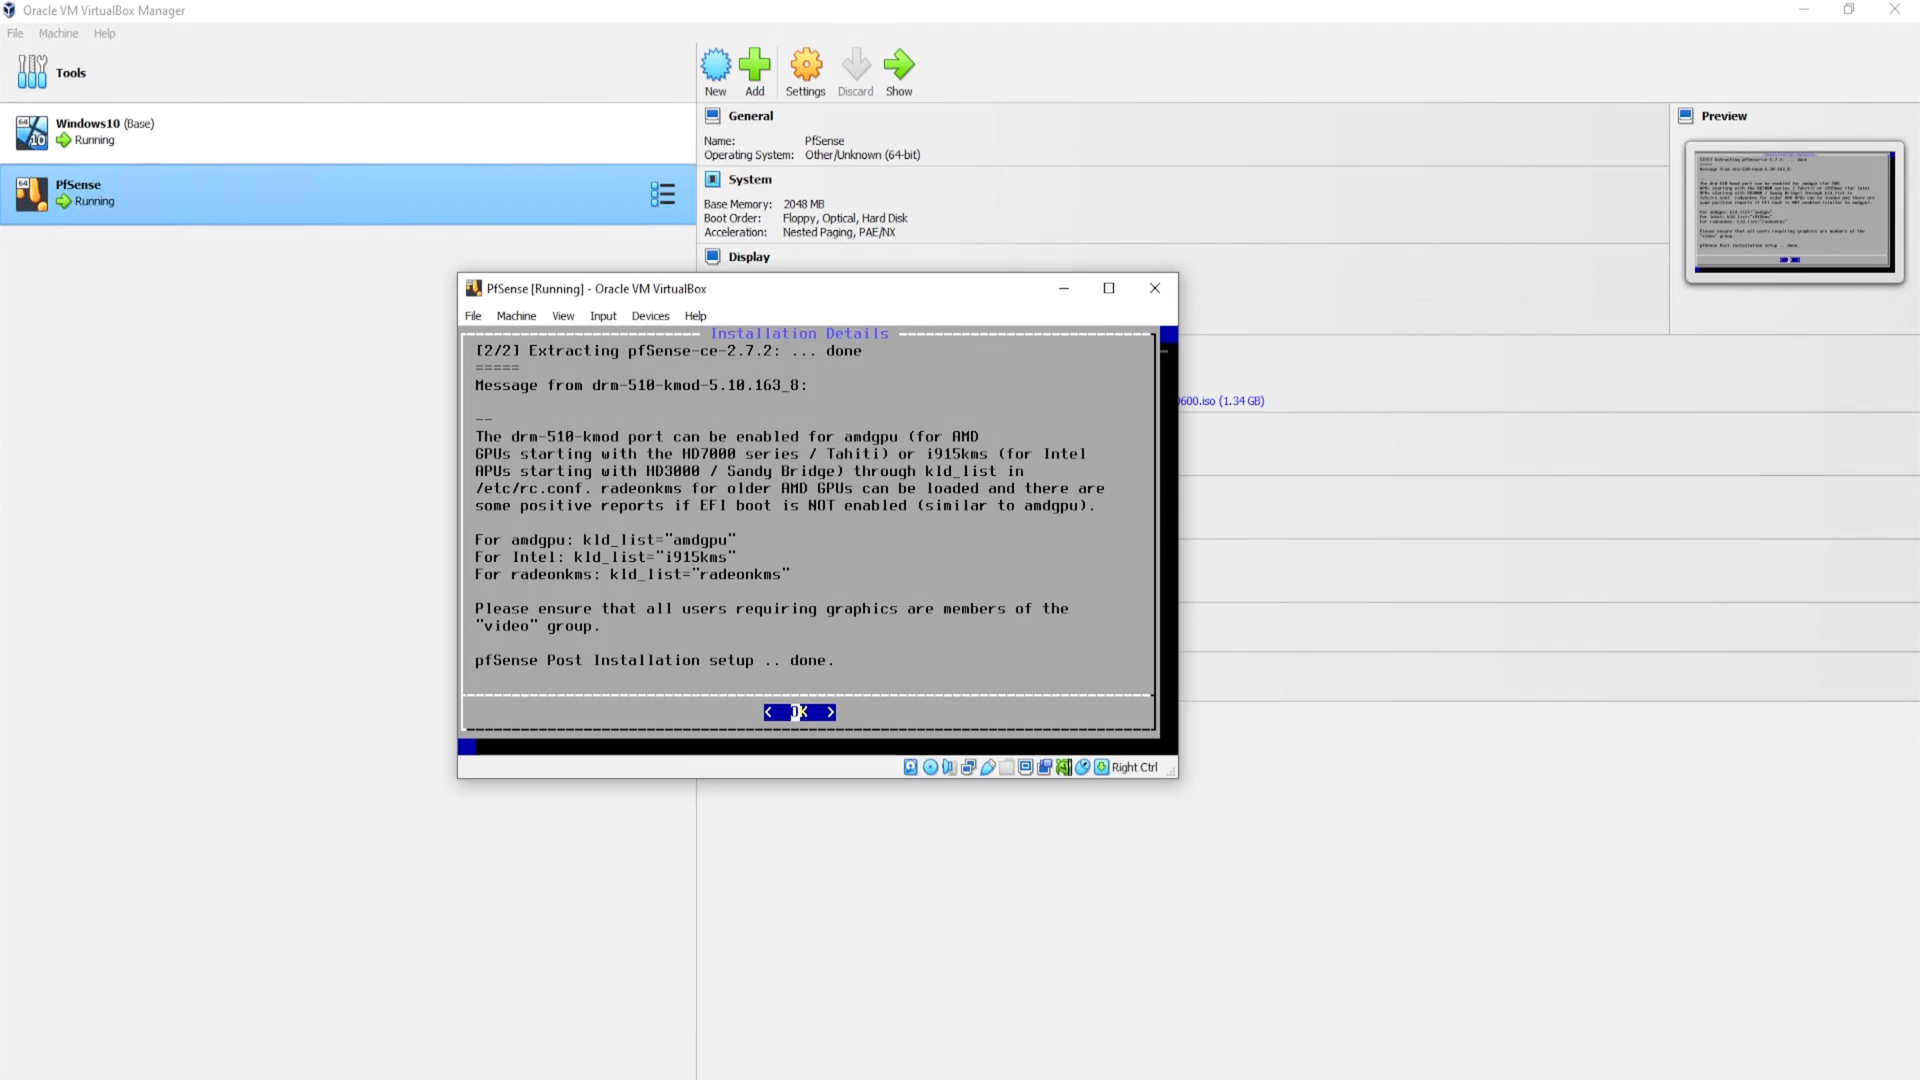 Oracle VM VirtualBox Manager
File Machine Help
Tools
New Add Settings Discard Show
Windows10 (Base)
Running
PfSense
Running
General
Name: PfSense
Operating System: Other/Unknown (64-bit)
System
Base Memory: 2048 MB
Boot Order: Floppy, Optical, Hard Disk
Acceleration: Nested Paging, PAE/NX
Display
Preview
600.iso (1.34 GB)
PfSense [Running] - Oracle VM VirtualBox
File Machine View Input Devices Help
Installation Details
[2/2] Extracting pfSense-ce-2.7.2: ... done
=====
Message from drm-510-kmod-5.10.163_8:
--
The drm-510-kmod port can be enabled for amdgpu (for AMD
GPUs starting with the HD7000 series / Tahiti) or i915kms (for Intel
APUs starting with HD3000 / Sandy Bridge) through kld_list in
/etc/rc.conf. radeonkms for older AMD GPUs can be loaded and there are
some positive reports if EFI boot is NOT enabled (similar to amdgpu).
For amdgpu: kld_list="amdgpu"
For Intel: kld_list="i915kms"
For radeonkms: kld_list="radeonkms"
Please ensure that all users requiring graphics are members of the
"video" group.
pfSense Post Installation setup .. done.
< OK >
Right Ctrl